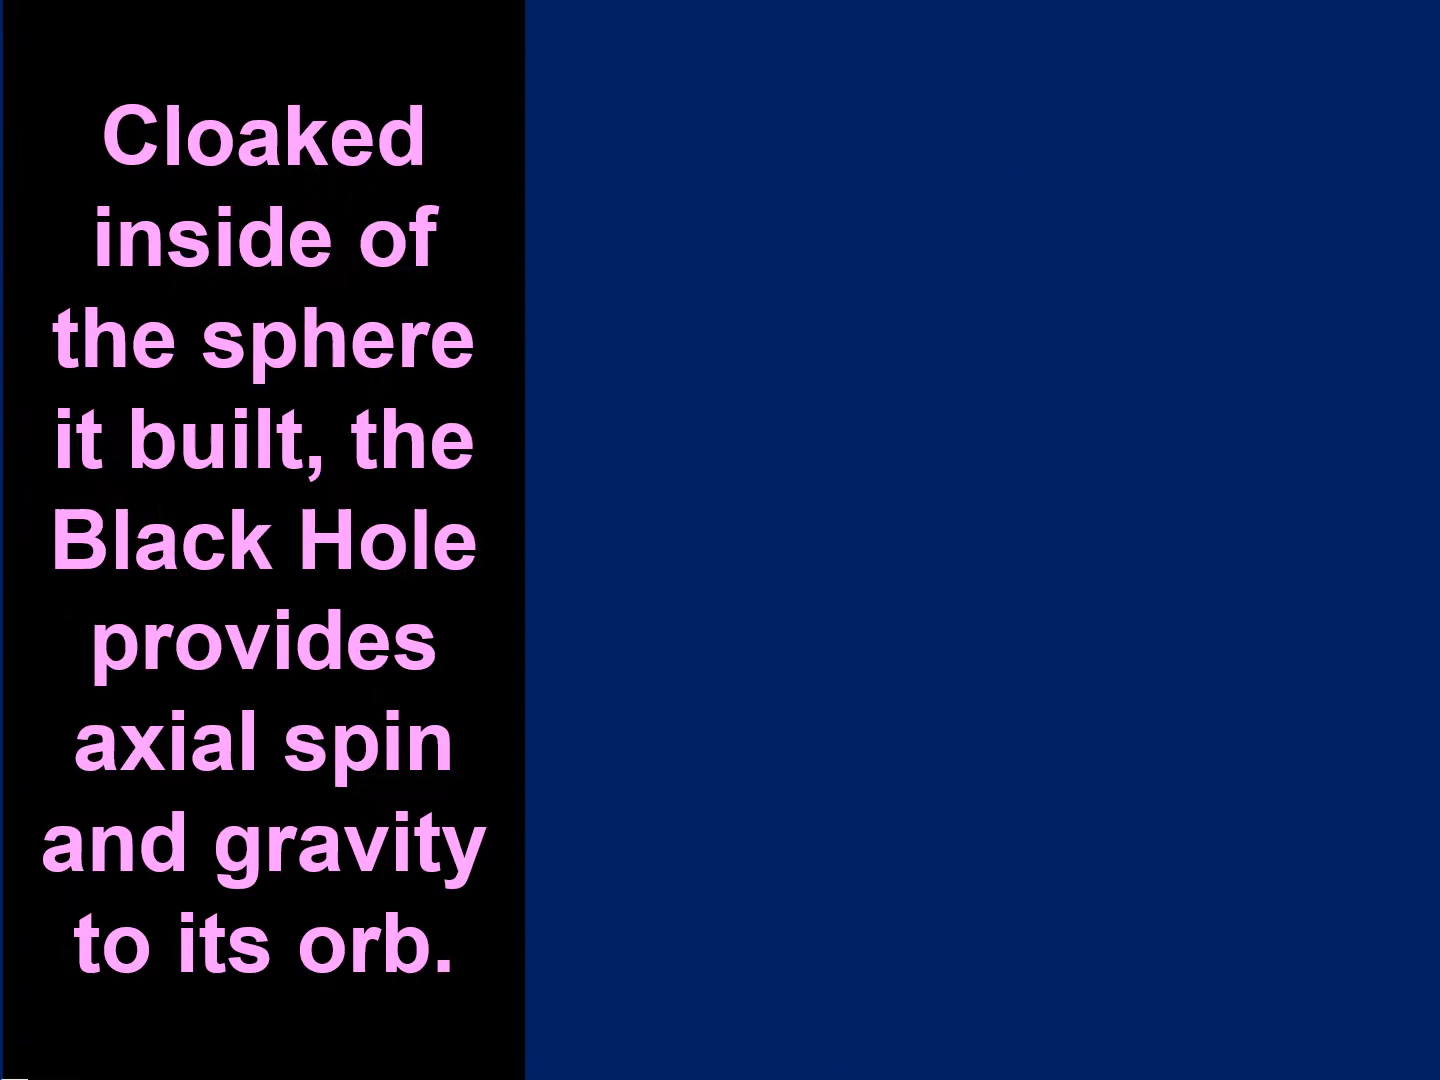 Cloaked
inside of
the sphere
it built, the
Black Hole
provides
axial spin
and gravity
to its orb.